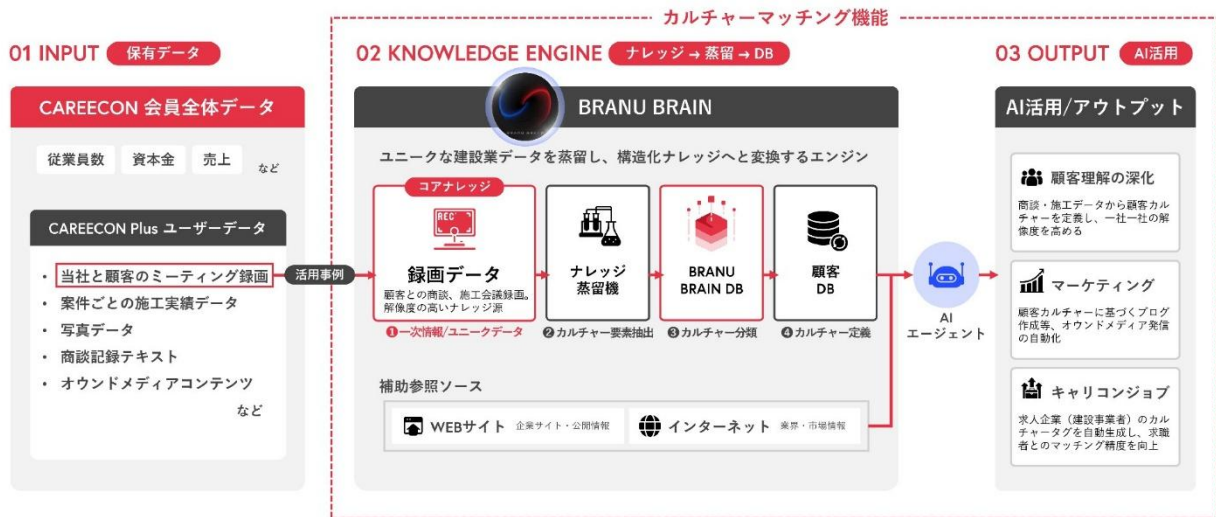 カルチャーマッチング機能
01 INPUT 保有データ
CAREECON 会員全体データ
従業員数 資本金 売上 など
CAREECON Plus ユーザーデータ
・ 当社と顧客のミーティング録画
・ 案件ごとの施工実績データ
・ 写真データ
・ 商談記録テキスト
・ オウンドメディアコンテンツ
など
活用事例
02 KNOWLEDGE ENGINE ナレッジ→蒸留→DB
BRANU BRAIN
ユニークな建設業データを蒸留し、構造化ナレッジへと変換するエンジン
コアナレッジ
REC
録画データ
顧客との商談、施工会議録画。
解像度の高いナレッジ源
❶一次情報/ユニークデータ
ナレッジ
蒸留機
❷カルチャー要素抽出
BRANU
BRAIN DB
❸カルチャー分類
顧客
DB
❹カルチャー定義
補助参照ソース
WEBサイト 企業サイト・公開情報
インターネット 業界・市場情報
AI
エージェント
03 OUTPUT AI活用
AI活用/アウトプット
顧客理解の深化
商談・施工データから顧客カル
チャーを定義し、一社一社の解
像度を高める
マーケティング
顧客カルチャーに基づくブログ
作成等、オウンドメディア発信
の自動化
キャリコンジョブ
求人企業（建設事業者）のカル
チャータグを自動生成し、求職
者とのマッチング精度を向上